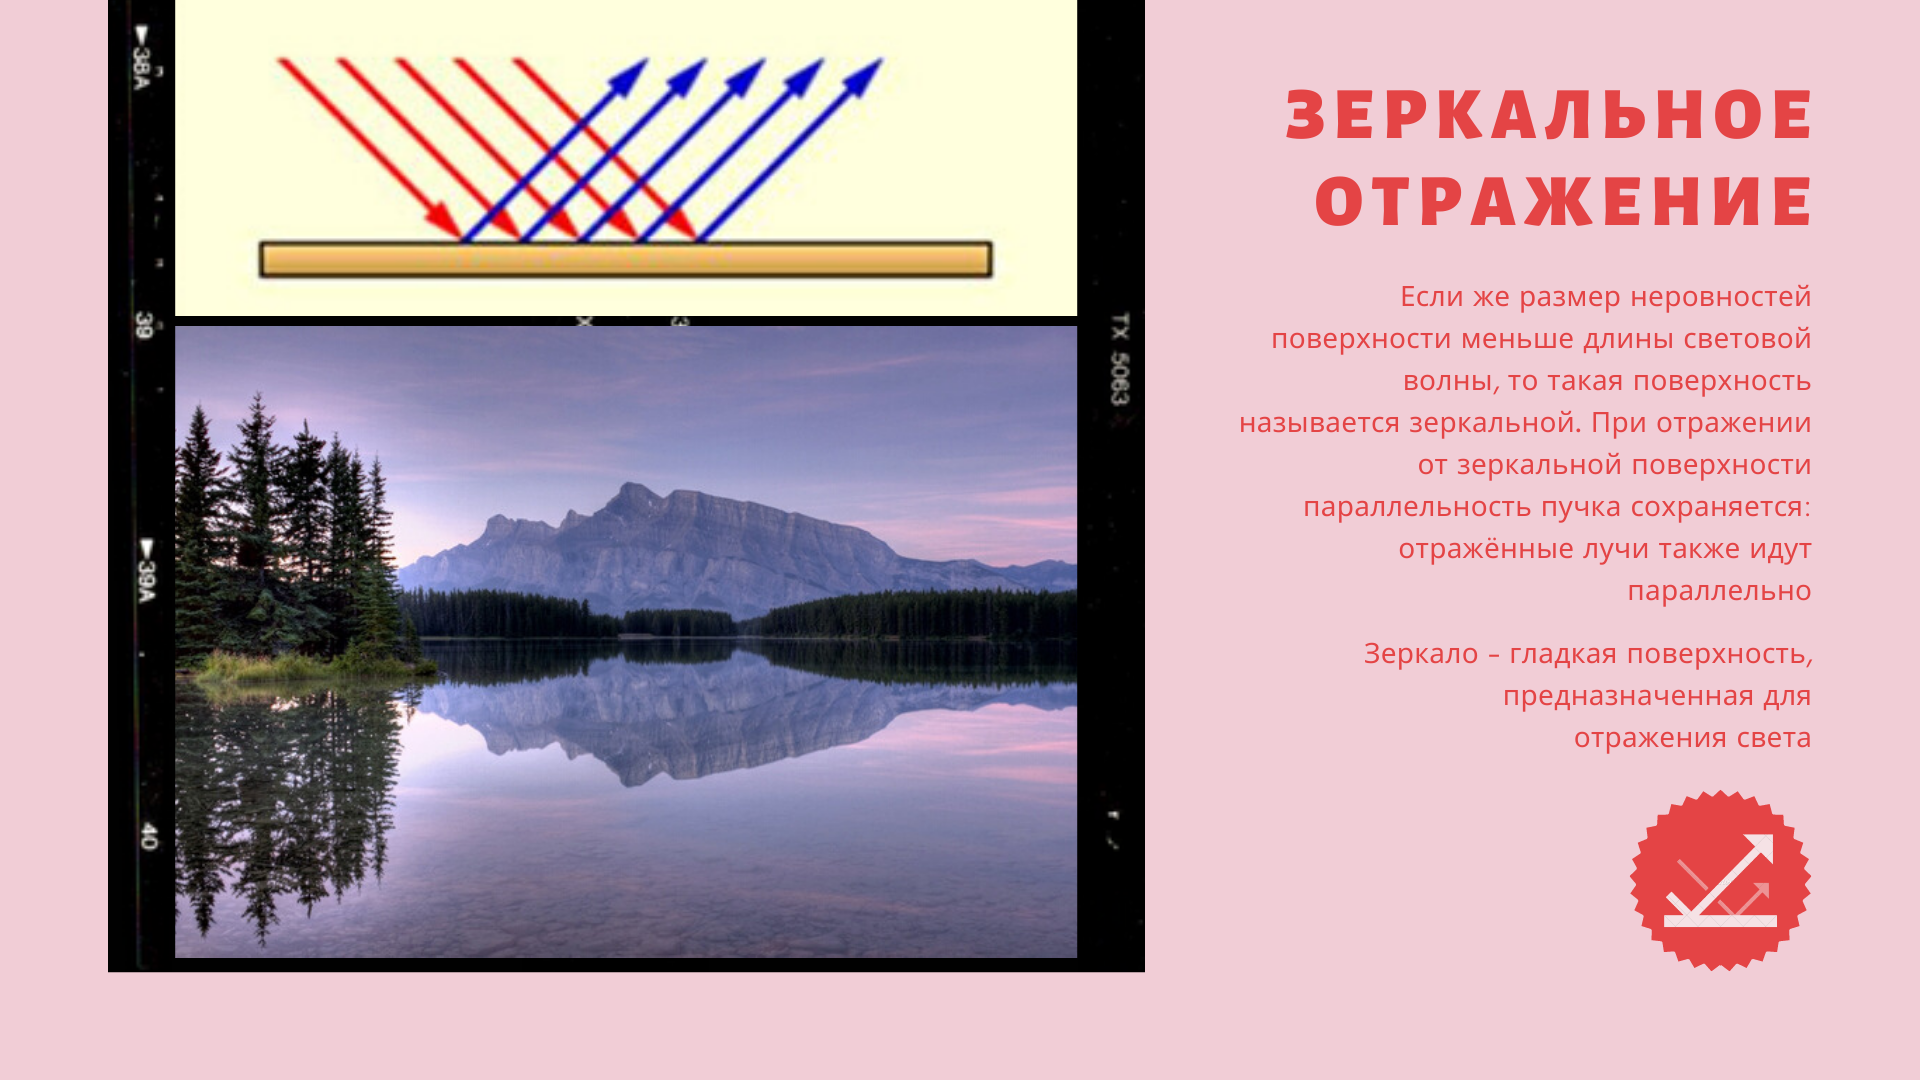 38A
39
39A
40
TX 5063
ЗЕРКАЛЬНОЕ
ОТРАЖЕНИЕ
Если же размер неровностей
поверхности меньше длины световой
волны, то такая поверхность
называется зеркальной. При отражении
от зеркальной поверхности
параллельность пучка сохраняется:
отражённые лучи также идут
параллельно
Зеркало – гладкая поверхность,
предназначенная для
отражения света